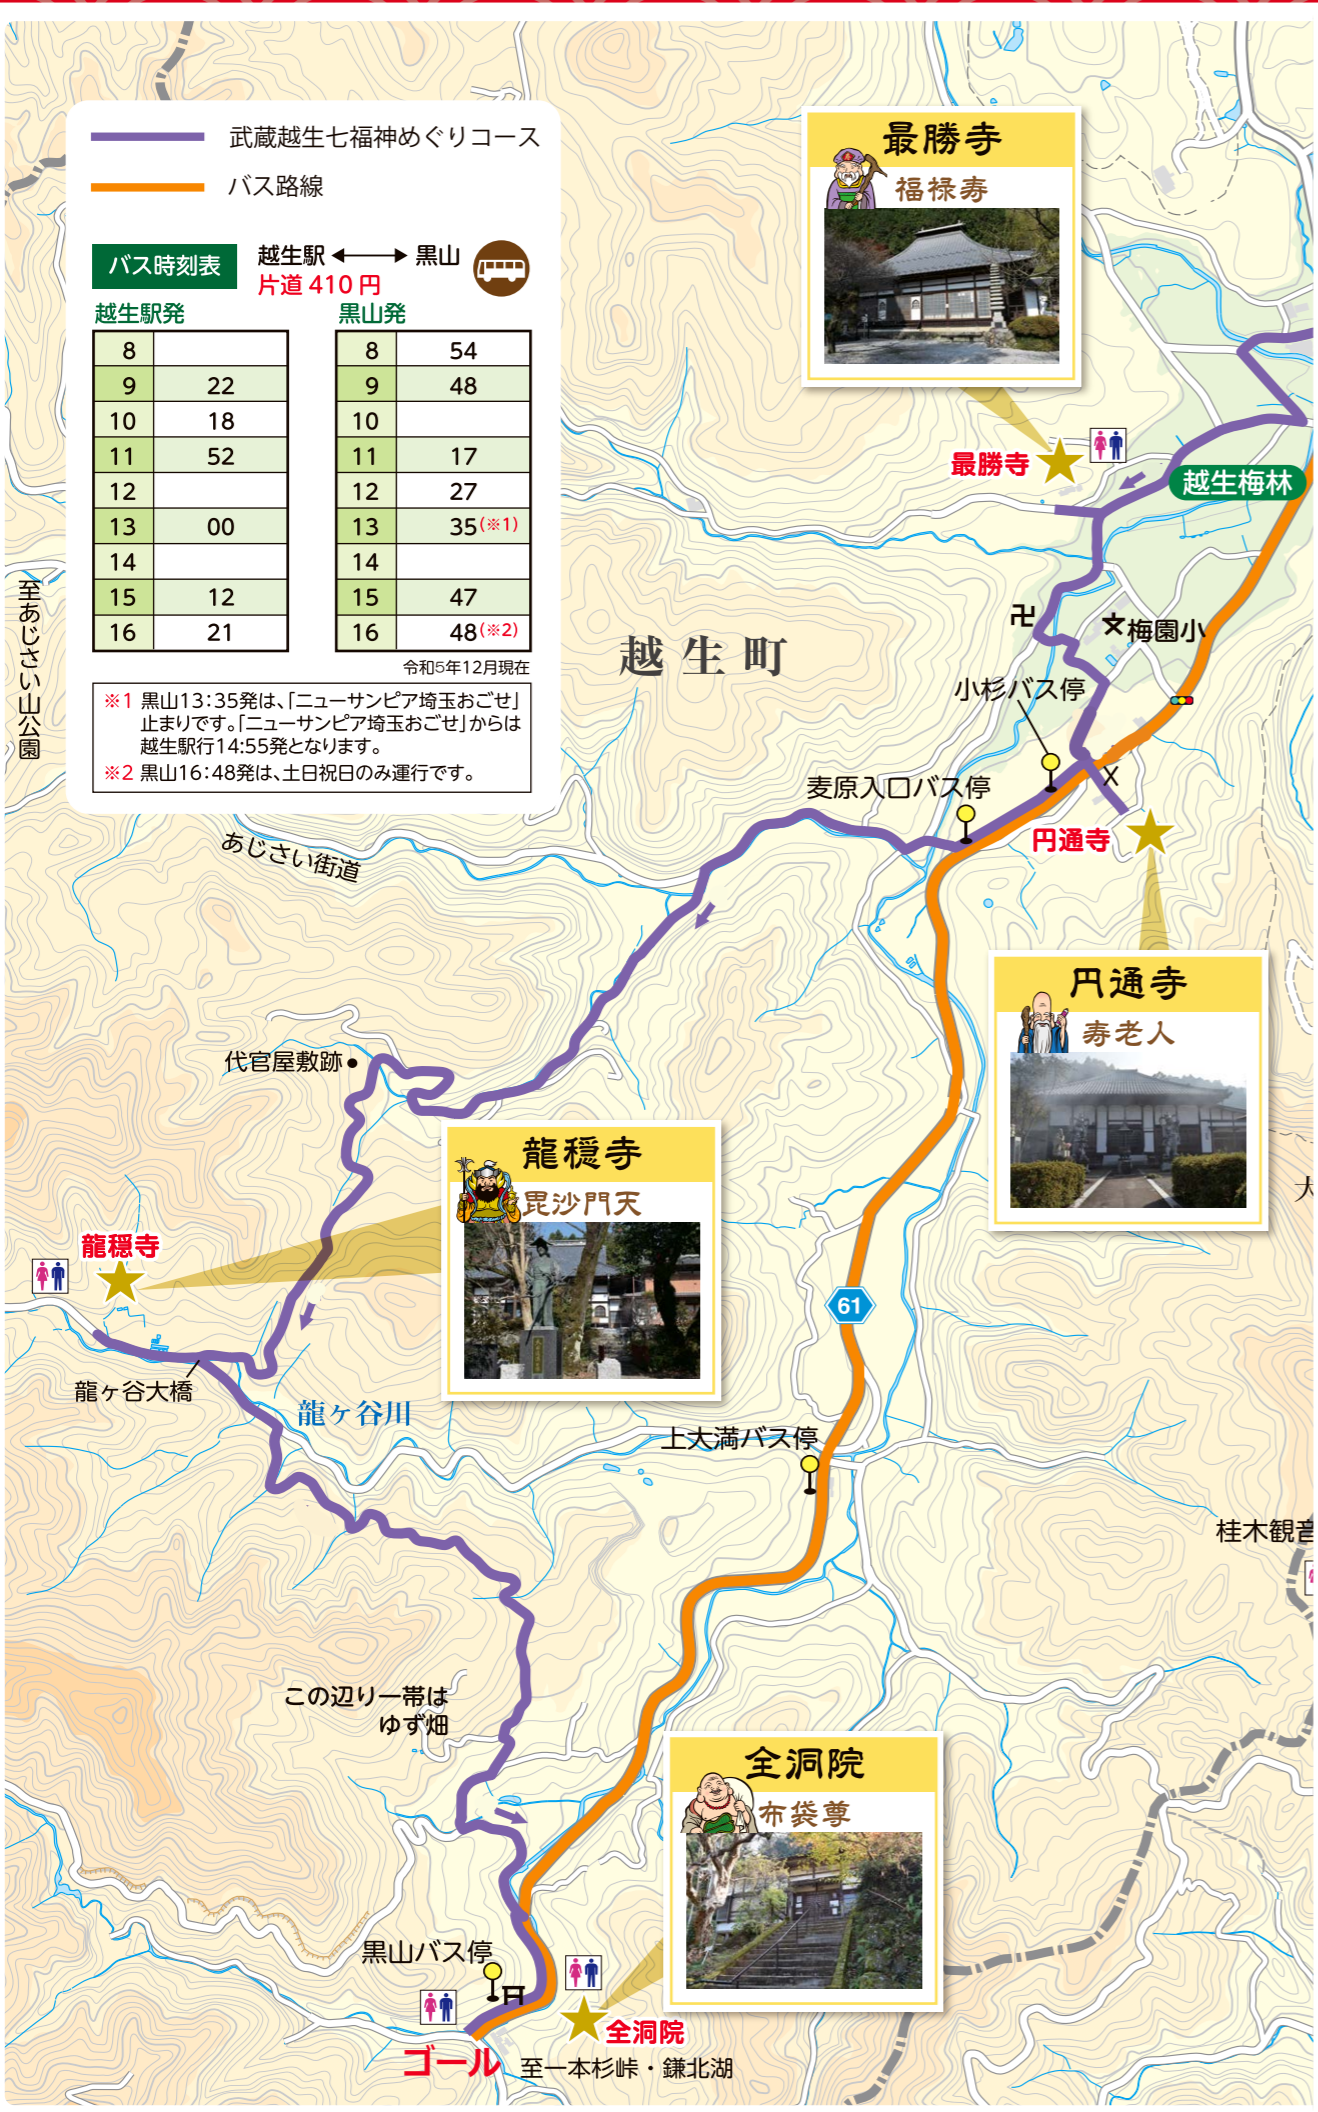 武蔵越生七福神めぐりコース
バス路線
バス時刻表
越生駅 ⟷ 黒山
片道 410 円
越生駅発
8
9 22
10 18
11 52
12
13 00
14
15 12
16 21
黒山発
8 54
9 48
10
11 17
12 27
13 35(※1)
14
15 47
16 48(※2)
令和5年12月現在
※1 黒山13:35発は、「ニューサンピア埼玉おごせ」
止まりです。「ニューサンピア埼玉おごせ」からは
越生駅行14:55発となります。
※2 黒山16:48発は、土日祝日のみ運行です。
最勝寺
福禄寿
最勝寺
越生梅林
至あじさい山公園
越生町
卍
文梅園小
小杉バス停
麦原入口バス停
円通寺
あじさい街道
円通寺
寿老人
代官屋敷跡
龍穏寺
毘沙門天
龍穏寺
61
龍ヶ谷大橋
龍ヶ谷川
上大満バス停
桂木観音
この辺り一帯は
ゆず畑
全洞院
布袋尊
黒山バス停
全洞院
ゴール
至一本杉峠・鎌北湖